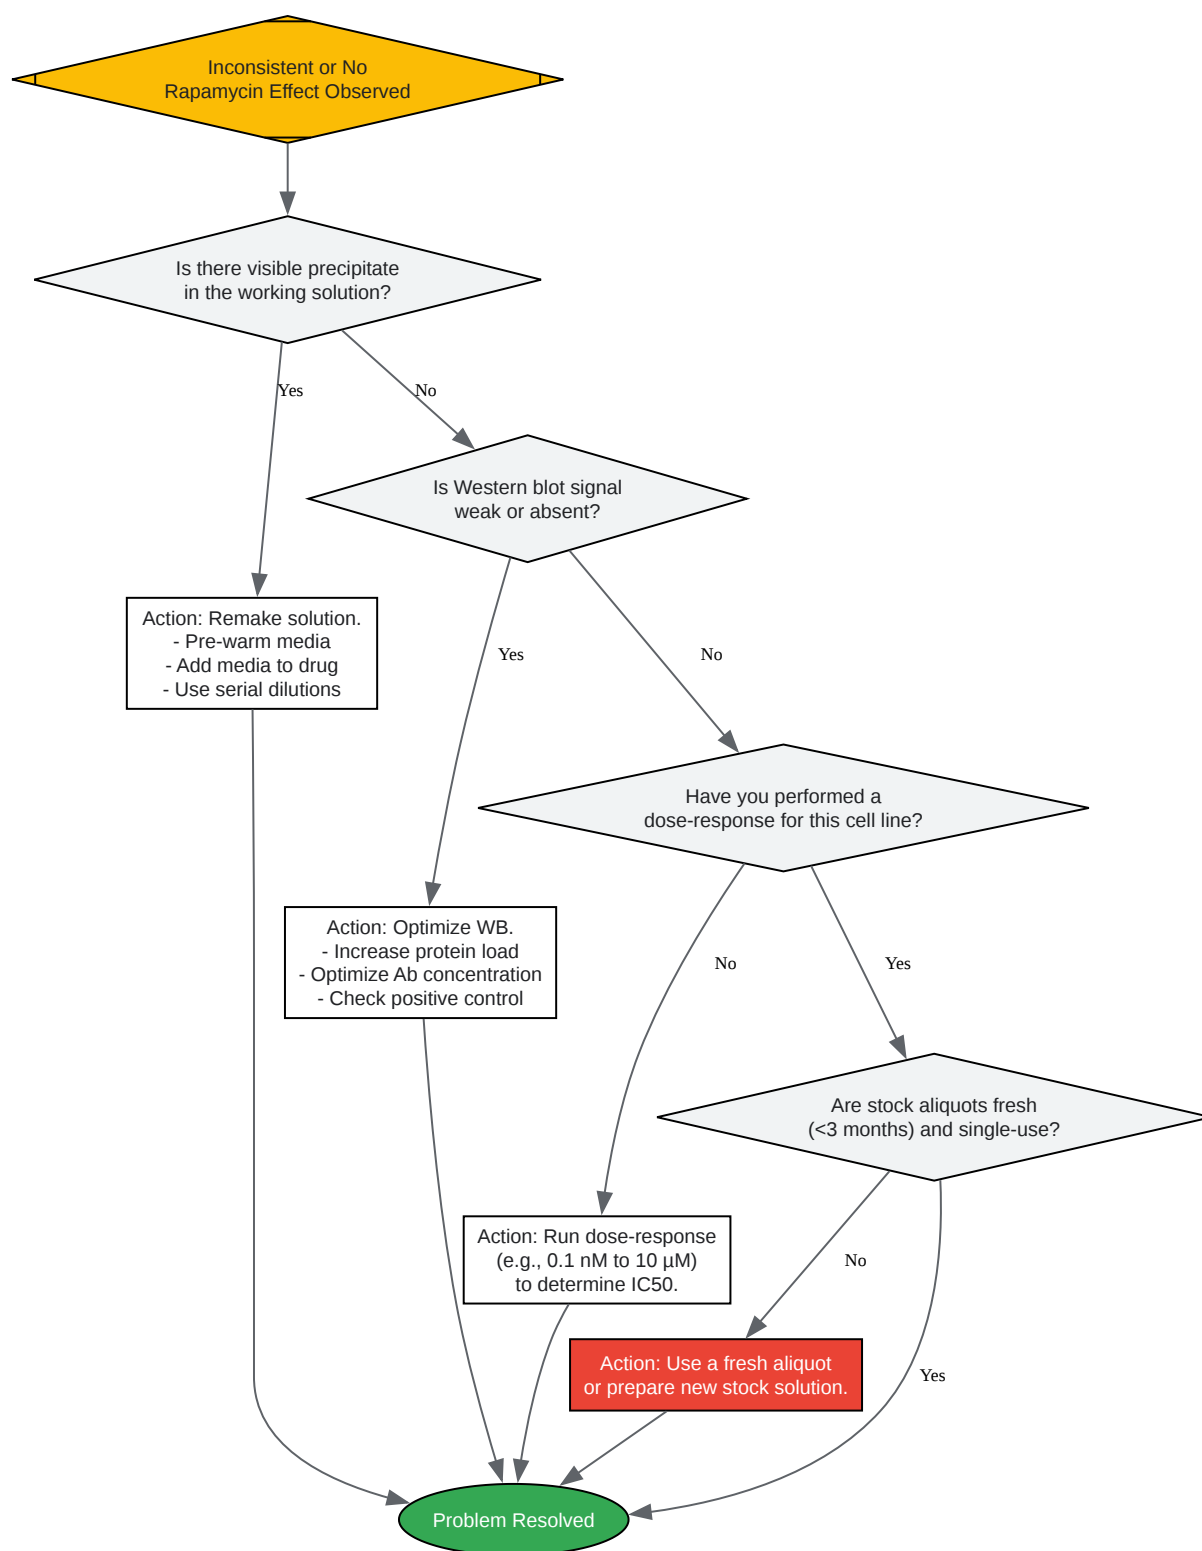 Inconsistent or No
Rapamycin Effect Observed
Is there visible precipitate
in the working solution?
Yes
No
Is Western blot signal
weak or absent?
Action: Remake solution.
- Pre-warm media
- Add media to drug
- Use serial dilutions
Yes
No
Have you performed a
dose-response for this cell line?
Action: Optimize WB.
- Increase protein load
- Optimize Ab concentration
- Check positive control
No
Yes
Are stock aliquots fresh
(<3 months) and single-use?
Action: Run dose-response
(e.g., 0.1 nM to 10 µM)
to determine IC50.
No
Action: Use a fresh aliquot
or prepare new stock solution.
Yes
Problem Resolved